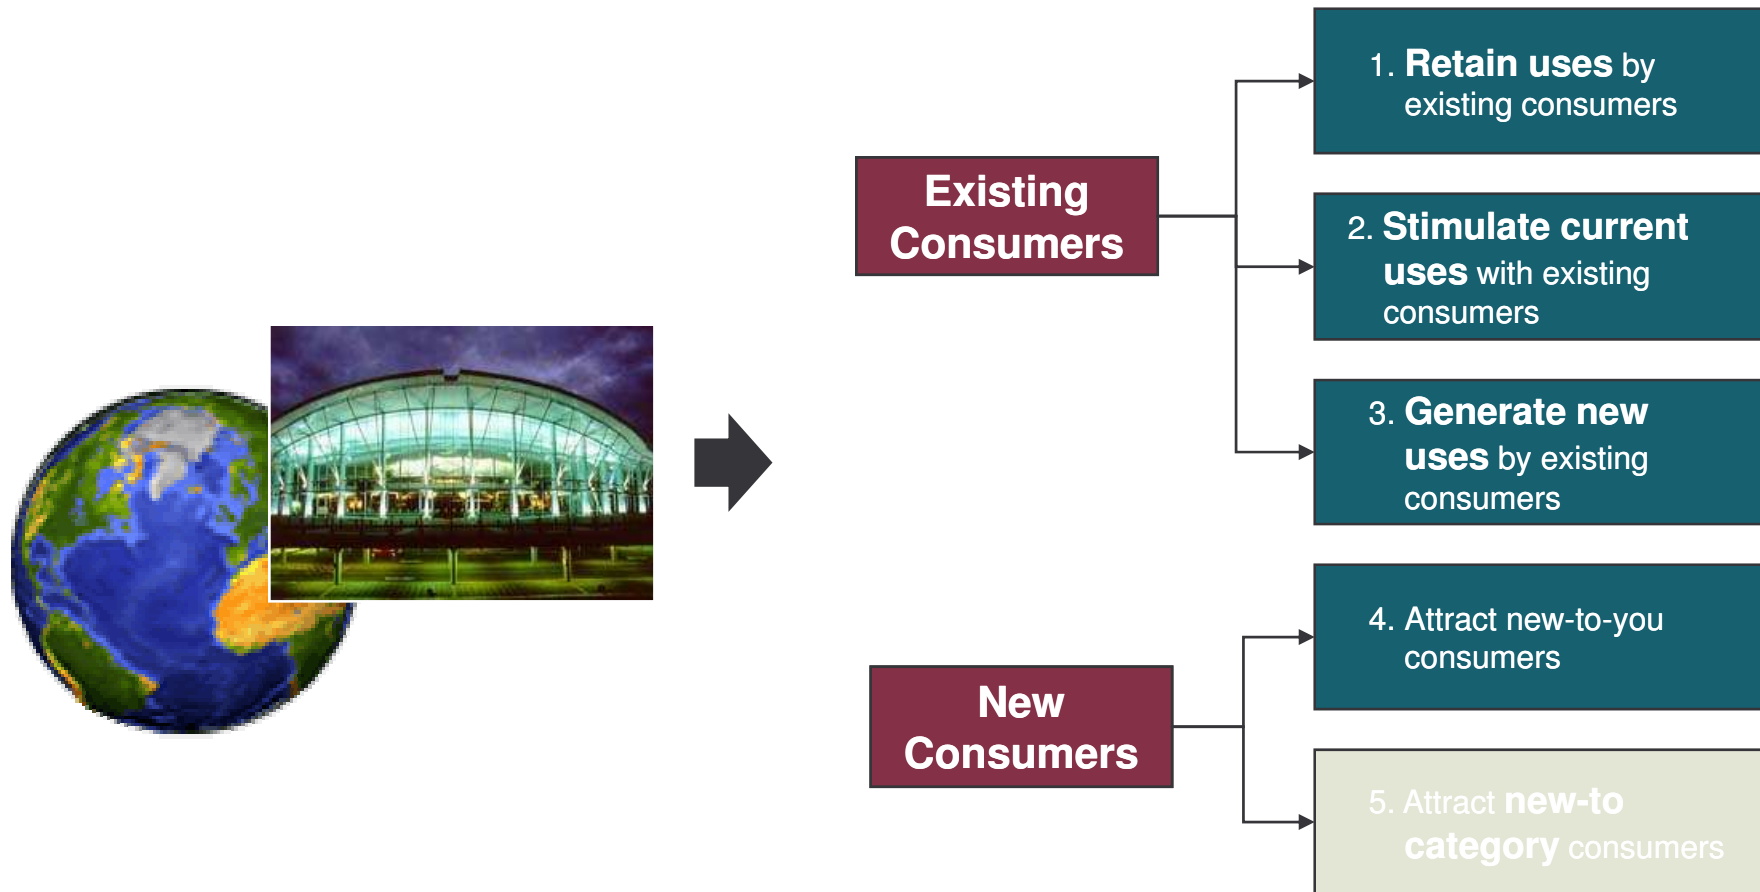 Existing
Consumers
1. Retain uses by
existing consumers
2. Stimulate current
uses with existing
consumers
3. Generate new
uses by existing
consumers
New
Consumers
4. Attract new-to-you
consumers
5. Attract new-to
category consumers